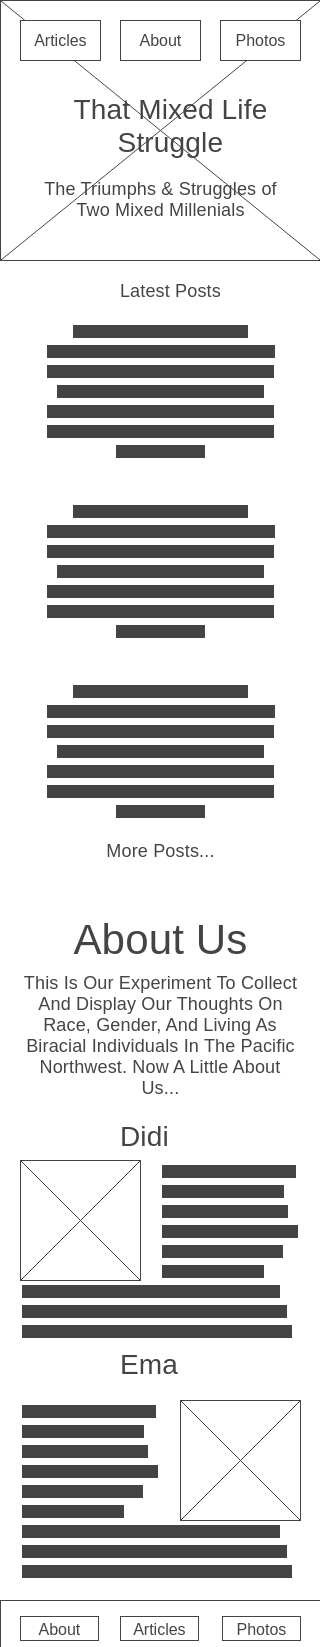 Articles
About
Photos
That Mixed Life
Struggle
The Triumphs & Struggles of
Two Mixed Millenials
Latest Posts
More Posts...
About Us
This Is Our Experiment To Collect
And Display Our Thoughts On
Race, Gender, And Living As
Biracial Individuals In The Pacific
Northwest. Now A Little About
Us...
Didi
Ema
About
Articles
Photos